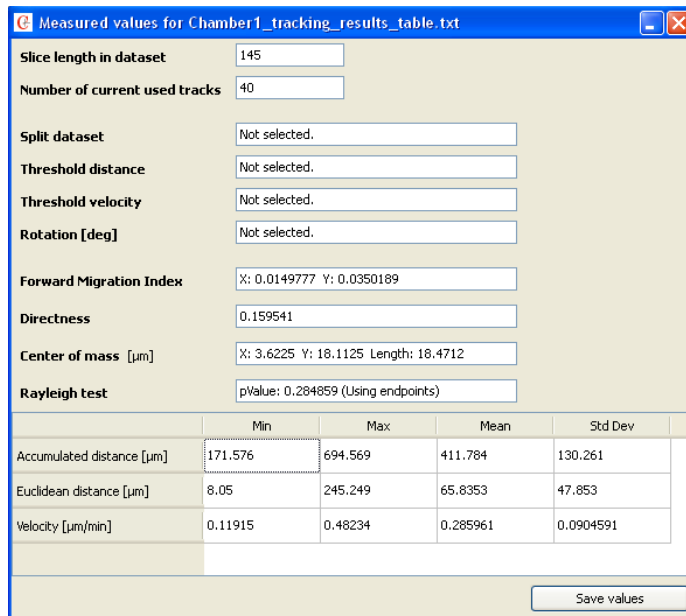 Measured values for Chamber1_tracking_results_table.txt
Slice length in dataset 145
Number of current used tracks 40
Split dataset Not selected.
Threshold distance Not selected.
Threshold velocity Not selected.
Rotation [deg] Not selected.
Forward Migration Index X: 0.0149777 Y: 0.0350189
Directness 0.159541
Center of mass [µm] X: 3.6225 Y: 18.1125 Length: 18.4712
Rayleigh test pValue: 0.284859 (Using endpoints)
Min Max Mean Std Dev
Accumulated distance [µm] 171.576 694.569 411.784 130.261
Euclidean distance [µm] 8.05 245.249 65.8353 47.853
Velocity [µm/min] 0.11915 0.48234 0.285961 0.0904591
Save values